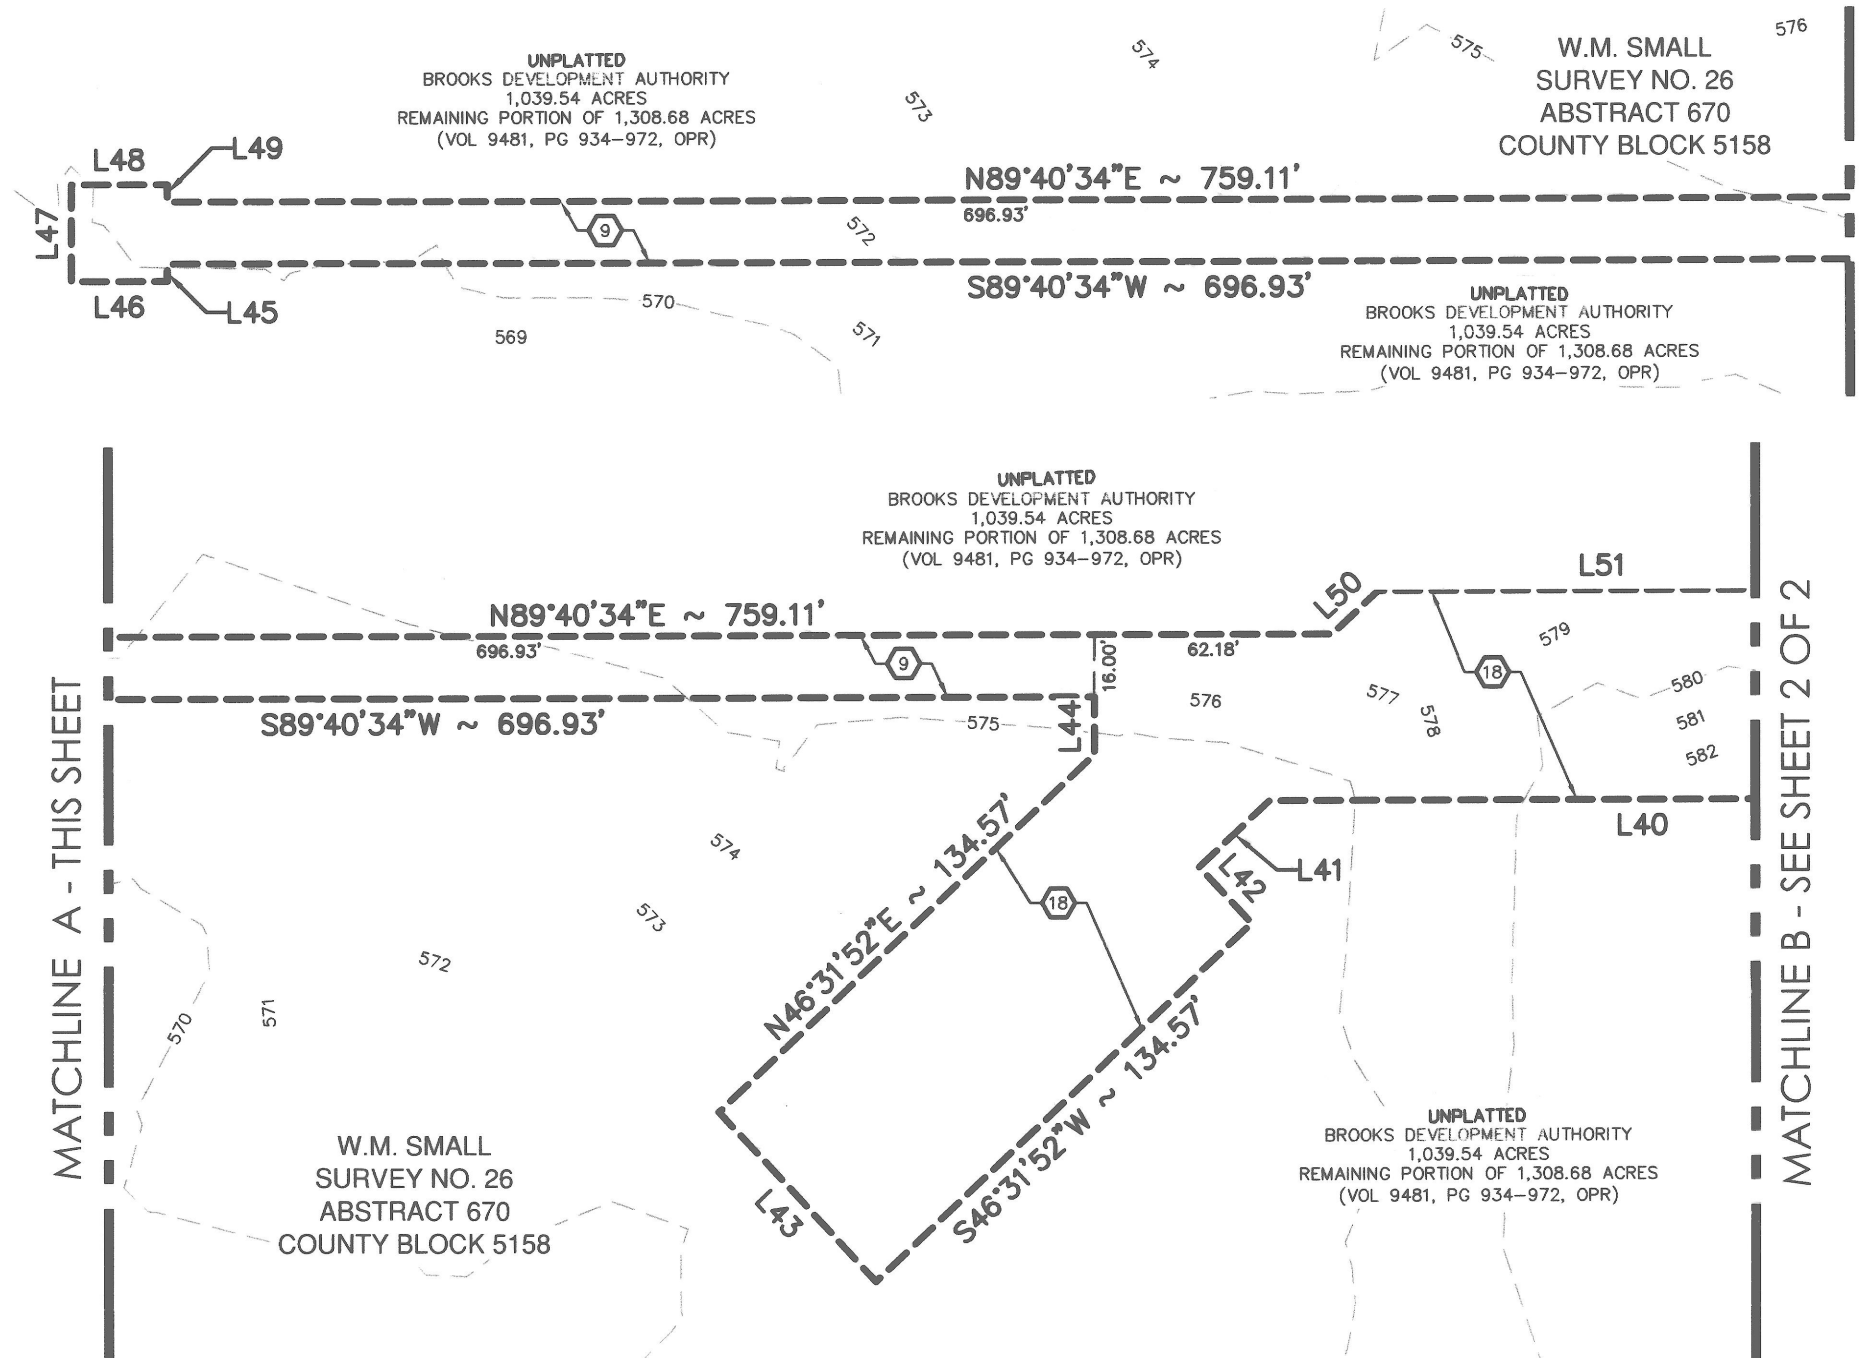 576
574
575
573
W.M. SMALL
SURVEY NO. 26
ABSTRACT 670
COUNTY BLOCK 5158
UNPLATTED
BROOKS DEVELOPMENT AUTHORITY
1,039.54 ACRES
REMAINING PORTION OF 1,308.68 ACRES
(VOL 9481, PG 934-972, OPR)
L48
L49
N89°40'34"E ~ 759.11'
696.93'
L47
9
572
S89°40'34"W ~ 696.93'
L46
L45
570
569
571
UNPLATTED
BROOKS DEVELOPMENT AUTHORITY
1,039.54 ACRES
REMAINING PORTION OF 1,308.68 ACRES
(VOL 9481, PG 934-972, OPR)
UNPLATTED
BROOKS DEVELOPMENT AUTHORITY
1,039.54 ACRES
REMAINING PORTION OF 1,308.68 ACRES
(VOL 9481, PG 934-972, OPR)
L51
L50
N89°40'34"E ~ 759.11'
696.93'
9
16.00'
62.18'
579
18
580
576
577
578
581
582
S89°40'34"W ~ 696.93'
575
L44
L40
L41
L42
MATCHLINE A - THIS SHEET
MATCHLINE B - SEE SHEET 2 OF 2
574
573
572
571
570
N46°31'52"E ~ 134.57'
18
S46°31'52"W ~ 134.57'
L43
W.M. SMALL
SURVEY NO. 26
ABSTRACT 670
COUNTY BLOCK 5158
UNPLATTED
BROOKS DEVELOPMENT AUTHORITY
1,039.54 ACRES
REMAINING PORTION OF 1,308.68 ACRES
(VOL 9481, PG 934-972, OPR)